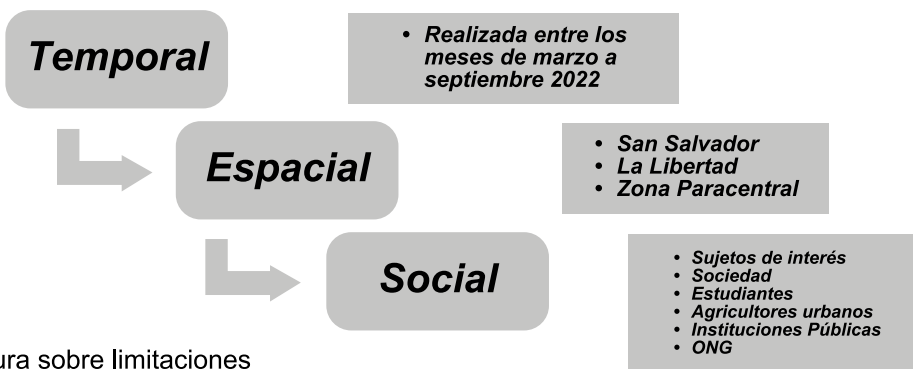 Temporal
• Realizada entre los
meses de marzo a
septiembre 2022
Espacial
• San Salvador
• La Libertad
• Zona Paracentral
Social
• Sujetos de interés
• Sociedad
• Estudiantes
• Agricultores urbanos
• Instituciones Públicas
• ONG
ura sobre limitaciones